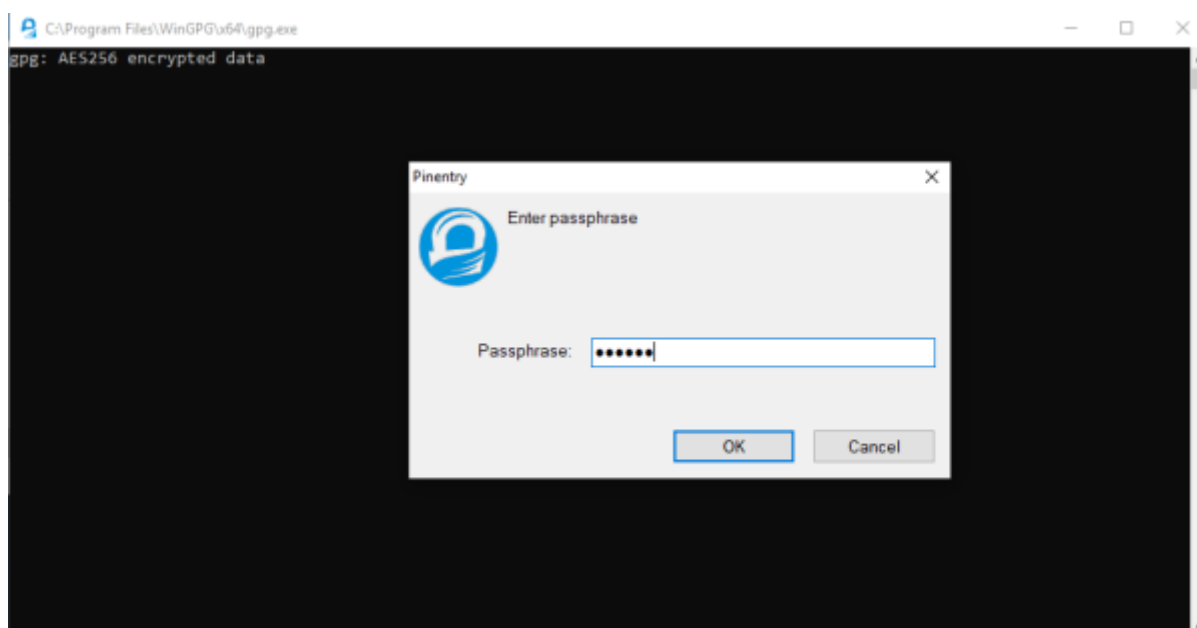 C:\Program Files\WinGPG\x64\gpg.exe
gpg: AES256 encrypted data
Pinentry
Enter passphrase
Passphrase: ••••••
OK Cancel